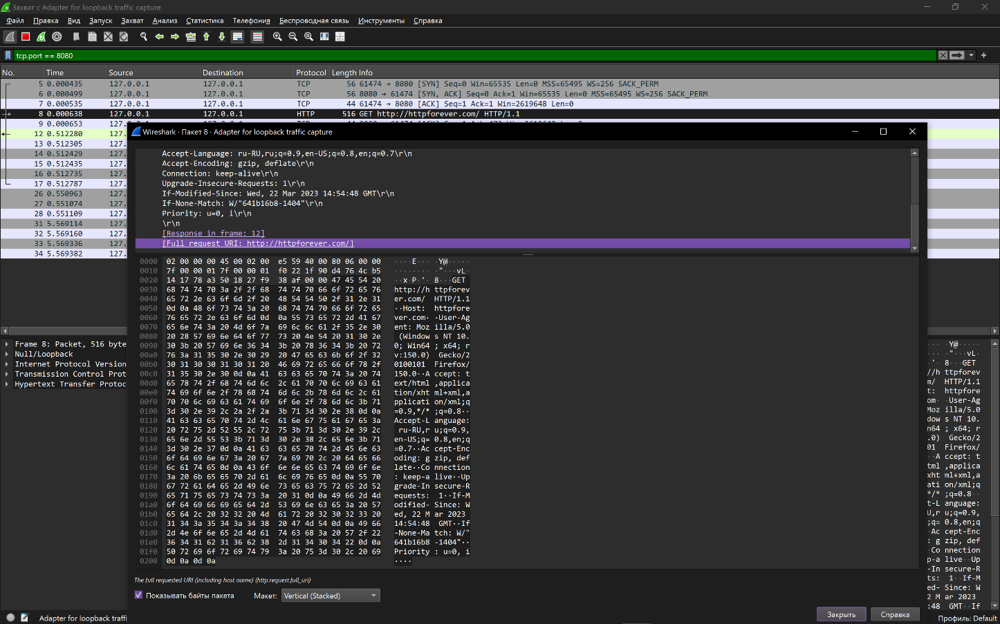 Захват с Adapter for loopback traffic capture
Файл Правка Вид Запуск Захват Анализ Статистика Телефония Беспроводная связь Инструменты Справка
tcp.port == 8080
No. Time Source Destination Protocol Length Info
5 0.000435 127.0.0.1 127.0.0.1 TCP 56 61474 → 8080 [SYN] Seq=0 Win=65535 Len=0 MSS=65495 WS=256 SACK_PERM
6 0.000499 127.0.0.1 127.0.0.1 TCP 56 8080 → 61474 [SYN, ACK] Seq=0 Ack=1 Win=65535 Len=0 MSS=65495 WS=256 SACK_PERM
7 0.000535 127.0.0.1 127.0.0.1 TCP 44 61474 → 8080 [ACK] Seq=1 Ack=1 Win=2619648 Len=0
8 0.000638 127.0.0.1 127.0.0.1 HTTP 516 GET http://httpforever.com/ HTTP/1.1
9 0.000653
12 0.512280 127.
13 0.512305 127.
14 0.512429 127.
15 0.512435 127.
16 0.512735 127.
17 0.512787 127.
26 0.550963 127.
27 0.551074 127.
28 0.551109 127.
31 5.569114 127.
32 5.569160 127.
33 5.569336 127.
34 5.569382 127.
Wireshark · Пакет 8 · Adapter for loopback traffic capture
Accept-Language: ru-RU,ru;q=0.9,en-US;q=0.8,en;q=0.7\r\n
Accept-Encoding: gzip, deflate\r\n
Connection: keep-alive\r\n
Upgrade-Insecure-Requests: 1\r\n
If-Modified-Since: Wed, 22 Mar 2023 14:54:48 GMT\r\n
If-None-Match: W/"641b16b8-1404"\r\n
Priority: u=0, i\r\n
\r\n
[Response in frame: 12]
[Full request URI: http://httpforever.com/]
0000 02 00 00 00 45 00 02 00 e5 59 40 00 80 06 00 00 ····E··· ·Y@·····
0010 7f 00 00 01 7f 00 00 01 f0 22 1f 90 d4 76 4c b5 ········ ·"···vL·
0020 14 17 78 a3 50 18 27 f9 38 af 00 00 47 45 54 20 ··x·P·'· 8···GET
0030 68 74 74 70 3a 2f 2f 68 74 74 70 66 6f 72 65 76 http://h ttpforev
0040 65 72 2e 63 6f 6d 2f 20 48 54 54 50 2f 31 2e 31 er.com/ HTTP/1.1
0050 0d 0a 48 6f 73 74 3a 20 68 74 74 70 66 6f 72 65 ··Host: httpfore
0060 76 65 72 2e 63 6f 6d 0d 0a 55 73 65 72 2d 41 67 ver.com· ·User-Ag
0070 65 6e 74 3a 20 4d 6f 7a 69 6c 6c 61 2f 35 2e 30 ent: Moz illa/5.0
0080 20 28 57 69 6e 64 6f 77 73 20 4e 54 20 31 30 2e (Window s NT 10.
0090 30 3b 20 57 69 6e 36 34 3b 20 78 36 34 3b 20 72 0; Win64 ; x64; r
00a0 76 3a 31 35 30 2e 30 29 20 47 65 63 6b 6f 2f 32 v:150.0) Gecko/2
00b0 30 31 30 30 31 30 31 20 46 69 72 65 66 6f 78 2f 0100101 Firefox/
00c0 31 35 30 2e 30 0d 0a 41 63 63 65 70 74 3a 20 74 150.0··A ccept: t
00d0 65 78 74 2f 68 74 6d 6c 2c 61 70 70 6c 69 63 61 ext/html ,applica
00e0 74 69 6f 6e 2f 78 68 74 6d 6c 2b 78 6d 6c 2c 61 tion/xht ml+xml,a
00f0 70 70 6c 69 63 61 74 69 6f 6e 2f 78 6d 6c 3b 71 pplicati on/xml;q
0100 3d 30 2e 39 2c 2a 2f 2a 3b 71 3d 30 2e 38 0d 0a =0.9,*/* ;q=0.8··
0110 41 63 63 65 70 74 2d 4c 61 6e 67 75 61 67 65 3a Accept-L anguage:
0120 20 72 75 2d 52 55 2c 72 75 3b 71 3d 30 2e 39 2c ru-RU,r u;q=0.9,
0130 65 6e 2d 55 53 3b 71 3d 30 2e 38 2c 65 6e 3b 71 en-US;q= 0.8,en;q
0140 3d 30 2e 37 0d 0a 41 63 63 65 70 74 2d 45 6e 63 =0.7··Ac cept-Enc
0150 6f 64 69 6e 67 3a 20 67 7a 69 70 2c 20 64 65 66 oding: g zip, def
0160 6c 61 74 65 0d 0a 43 6f 6e 6e 65 63 74 69 6f 6e late··Co nnection
0170 3a 20 6b 65 65 70 2d 61 6c 69 76 65 0d 0a 55 70 : keep-a live··Up
0180 67 72 61 64 65 2d 49 6e 73 65 63 75 72 65 2d 52 grade-In secure-R
0190 65 71 75 65 73 74 73 3a 20 31 0d 0a 49 66 2d 4d equests: 1··If-M
01a0 6f 64 69 66 69 65 64 2d 53 69 6e 63 65 3a 20 57 odified- Since: W
01b0 65 64 2c 20 32 32 20 4d 61 72 20 32 30 32 33 20 ed, 22 M ar 2023
01c0 31 34 3a 35 34 3a 34 38 20 47 4d 54 0d 0a 49 66 14:54:48 GMT··If
01d0 2d 4e 6f 6e 65 2d 4d 61 74 63 68 3a 20 57 2f 22 -None-Ma tch: W/"
01e0 36 34 31 62 31 36 62 38 2d 31 34 30 34 22 0d 0a 641b16b8 -1404"··
01f0 50 72 69 6f 72 69 74 79 3a 20 75 3d 30 2c 20 69 Priority : u=0, i
0200 0d 0a 0d 0a ····
The full requested URI (including host name) (http.request.full_uri)
Показывать байты пакета Макет: Vertical (Stacked)
Закрыть Справка
Frame 8: Packet, 516 byte
Null/Loopback
Internet Protocol Version
Transmission Control Prot
Hypertext Transfer Protoc
··· ·Y@·····
·"···vL·
·'· 8···GET
//h ttpforev
m/ HTTP/1.1
t: httpfore
om· ·User-Ag
Moz illa/5.0
dow s NT 10.
n64 ; x64; r
.0) Gecko/2
01 Firefox/
··A ccept: t
tml ,applica
xht ml+xml,a
ati on/xml;q
*/* ;q=0.8··
t-L anguage:
U,r u;q=0.9,
;q= 0.8,en;q
·Ac cept-Enc
: g zip, def
·Co nnection
p-a live··Up
-In secure-R
ts: 1··If-M
ed- Since: W
2 M ar 2023
:48 GMT··If
Adapter for loopback traffi
Профиль: Default